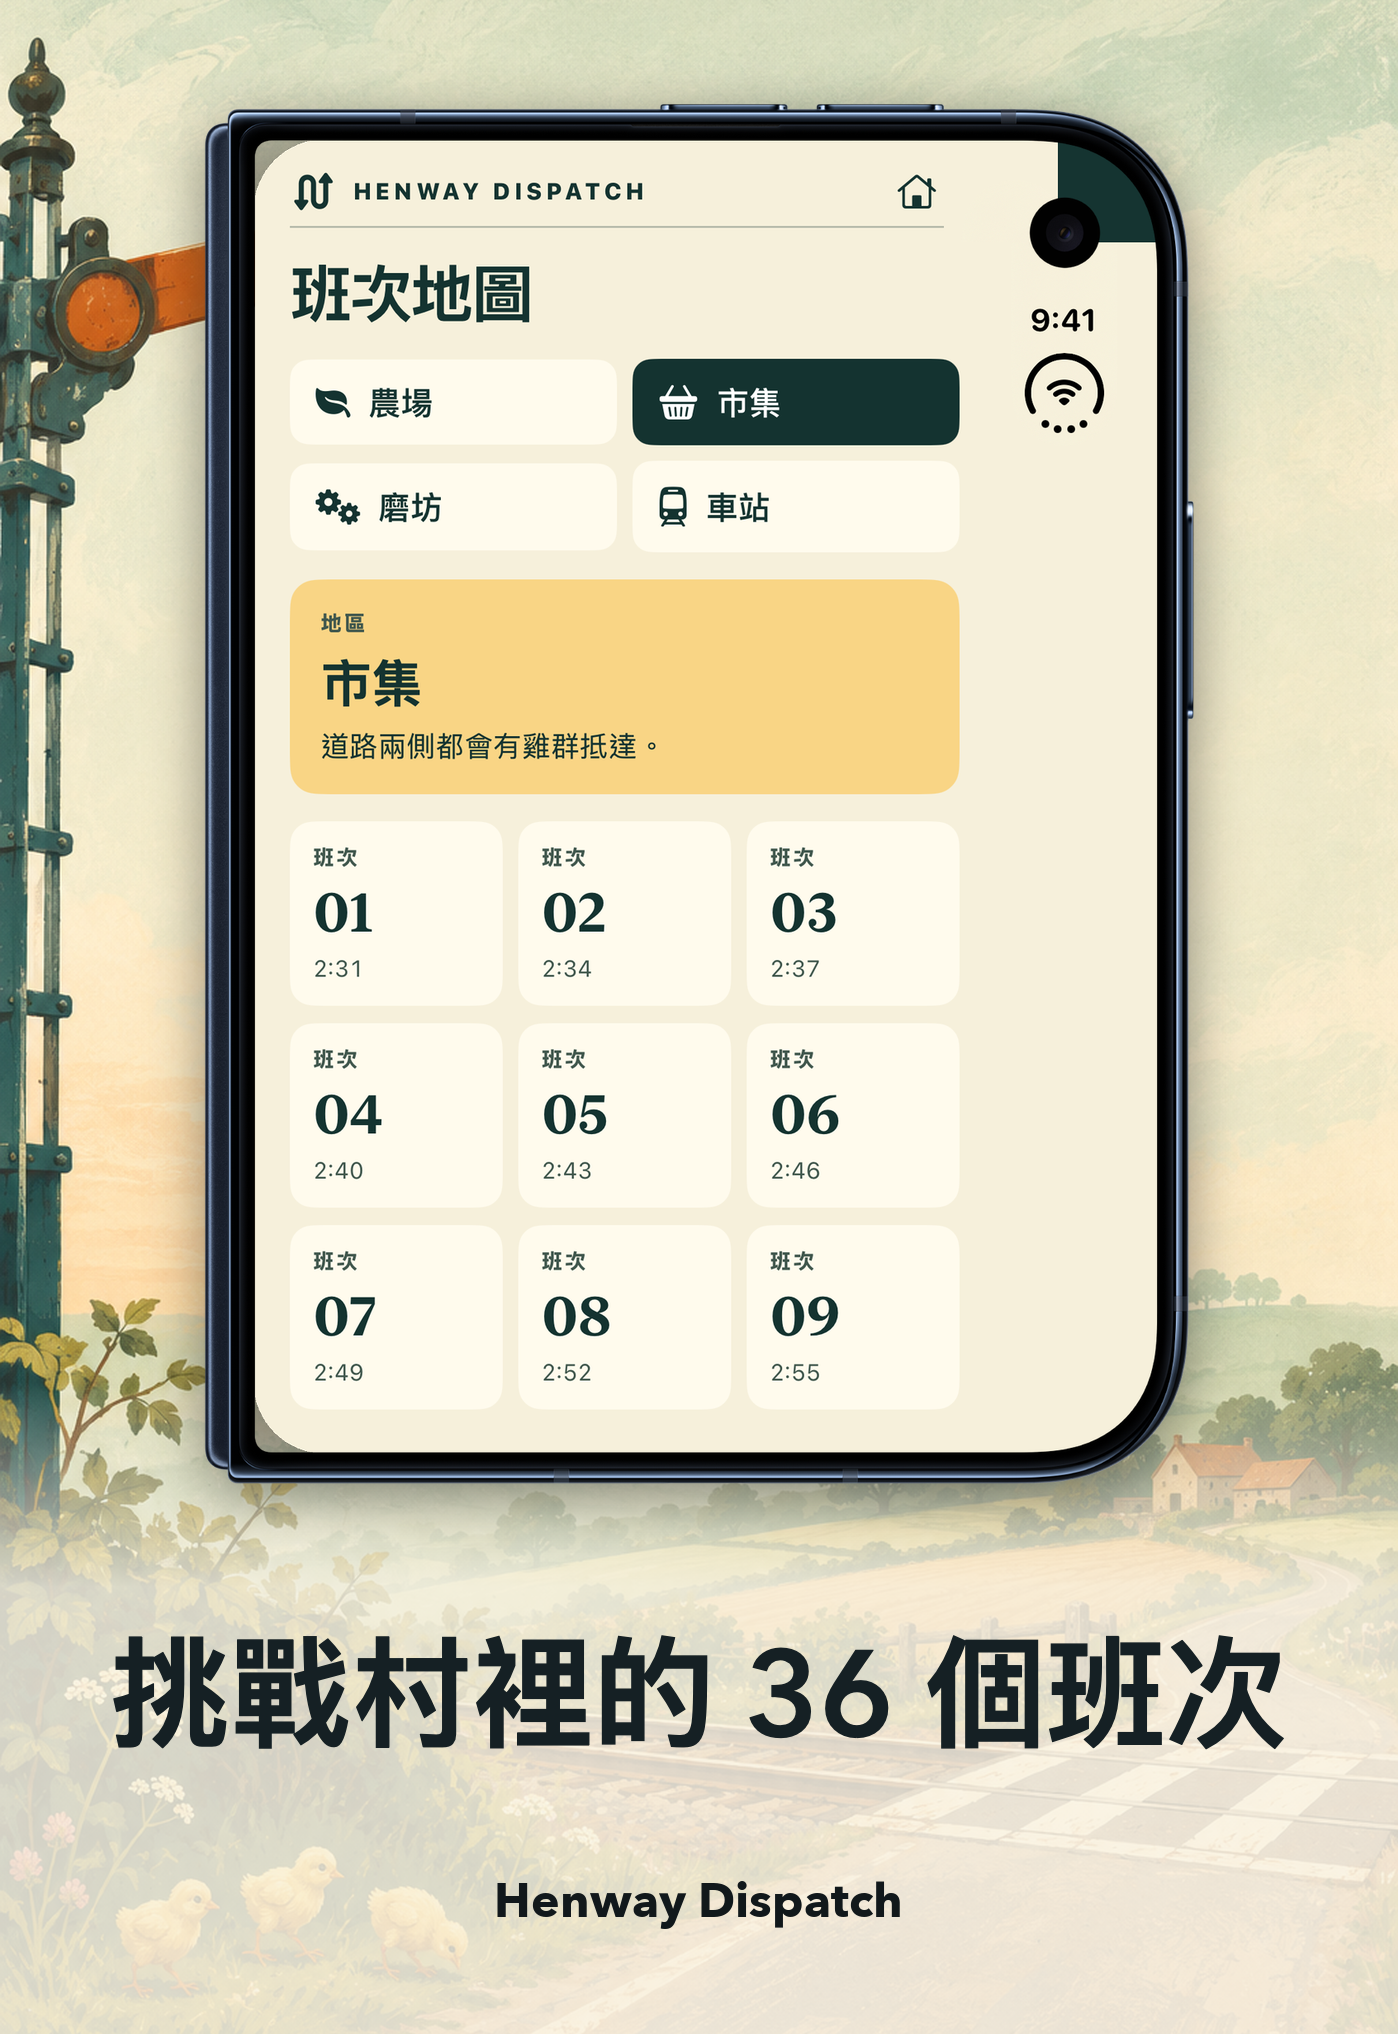 HENWAY DISPATCH
9:41
班次地圖
農場
市集
磨坊
車站
地區
市集
道路兩側都會有雞群抵達。
班次
01
2:31
班次
02
2:34
班次
03
2:37
班次
04
2:40
班次
05
2:43
班次
06
2:46
班次
07
2:49
班次
08
2:52
班次
09
2:55
挑戰村裡的 36 個班次
Henway Dispatch